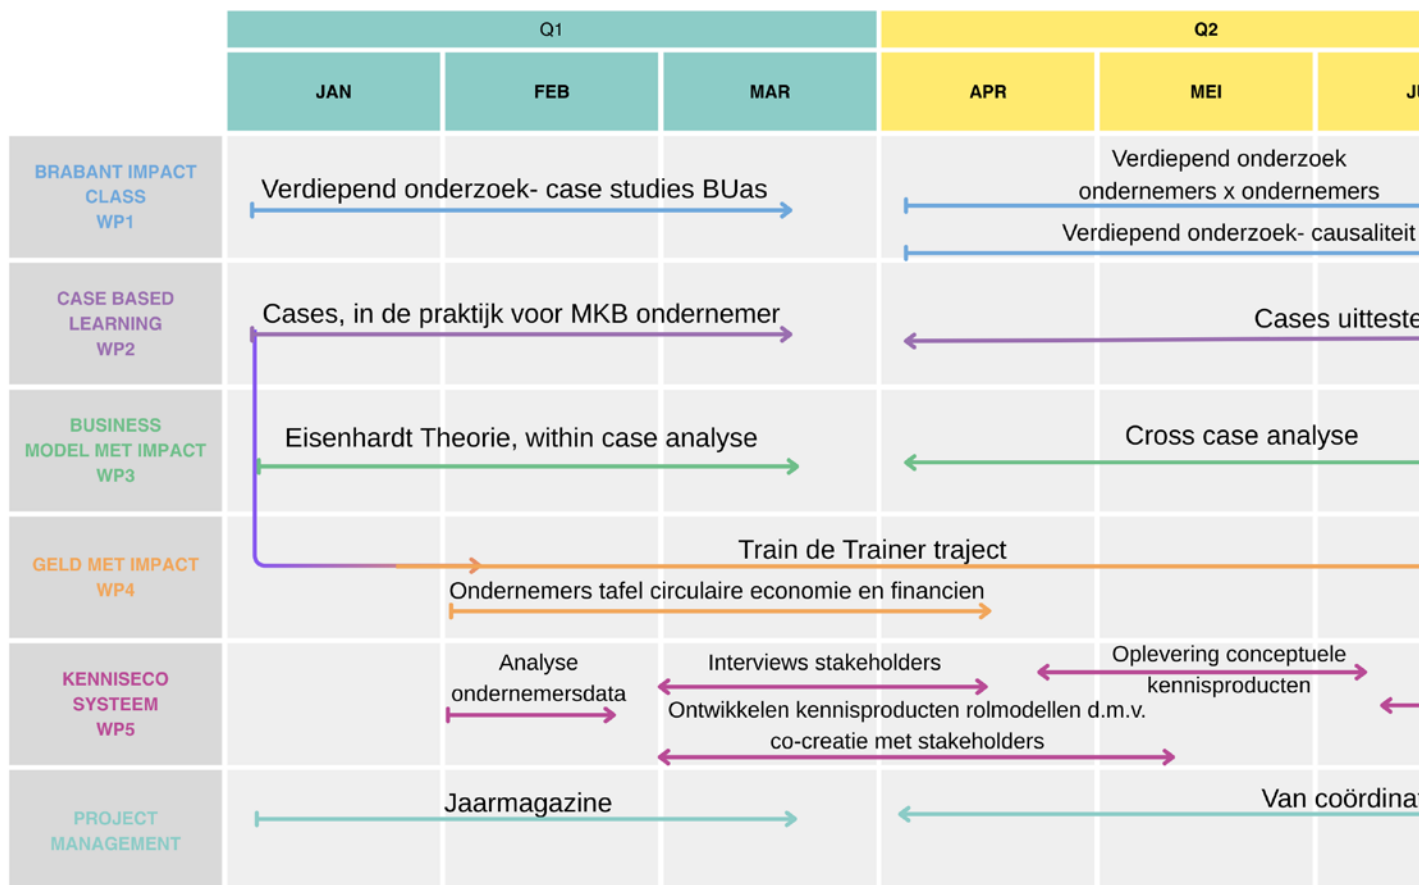 Q1
Q2
JAN
FEB
MAR
APR
MEI
BRABANT IMPACT
CLASS
WP1
Verdiepend onderzoek- case studies BUas
Verdiepend onderzoek
ondernemers x ondernemers
Verdiepend onderzoek- causaliteit
CASE BASED
LEARNING
WP2
Cases, in de praktijk voor MKB ondernemer
Cases
BUSINESS
MODEL MET IMPACT
WP3
Eisenhardt Theorie, within case analyse
Cross case analyse
GELD MET IMPACT
WP4
Train de Trainer traject
Ondernemers tafel circulaire economie en financien
KENNISECO
SYSTEEM
WP5
Analyse
ondernemersdata
Interviews stakeholders
Ontwikkelen kennisproducten rolmodellen d.m.v.
co-creatie met stakeholders
Oplevering conceptuele
kennisproducten
PROJECT
MANAGEMENT
Jaarmagazine
Van